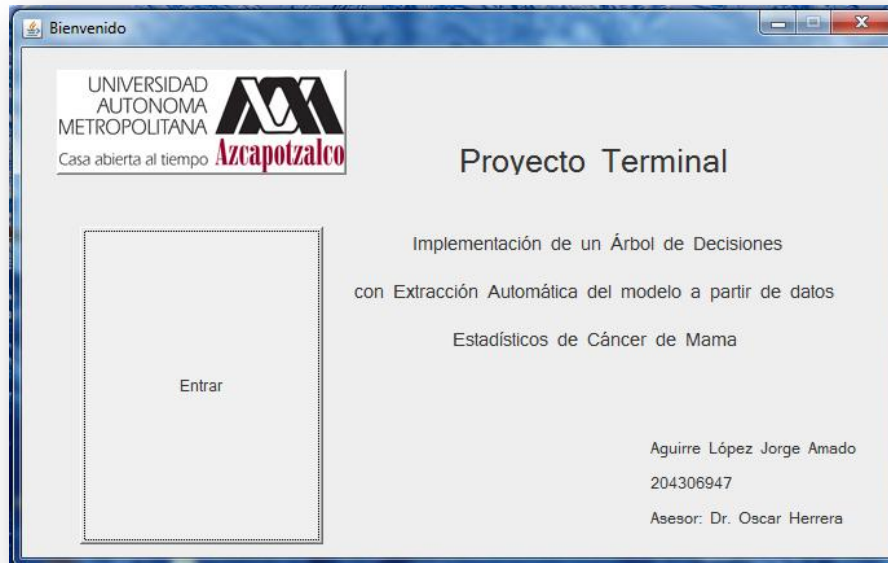 Bienvenido
UNIVERSIDAD
AUTONOMA
METROPOLITANA
Casa abierta al tiempo Azcapotzalco
Proyecto Terminal
Implementación de un Árbol de Decisiones
con Extracción Automática del modelo a partir de datos
Estadísticos de Cáncer de Mama
Entrar
Aguirre López Jorge Amado
204306947
Asesor: Dr. Oscar Herrera